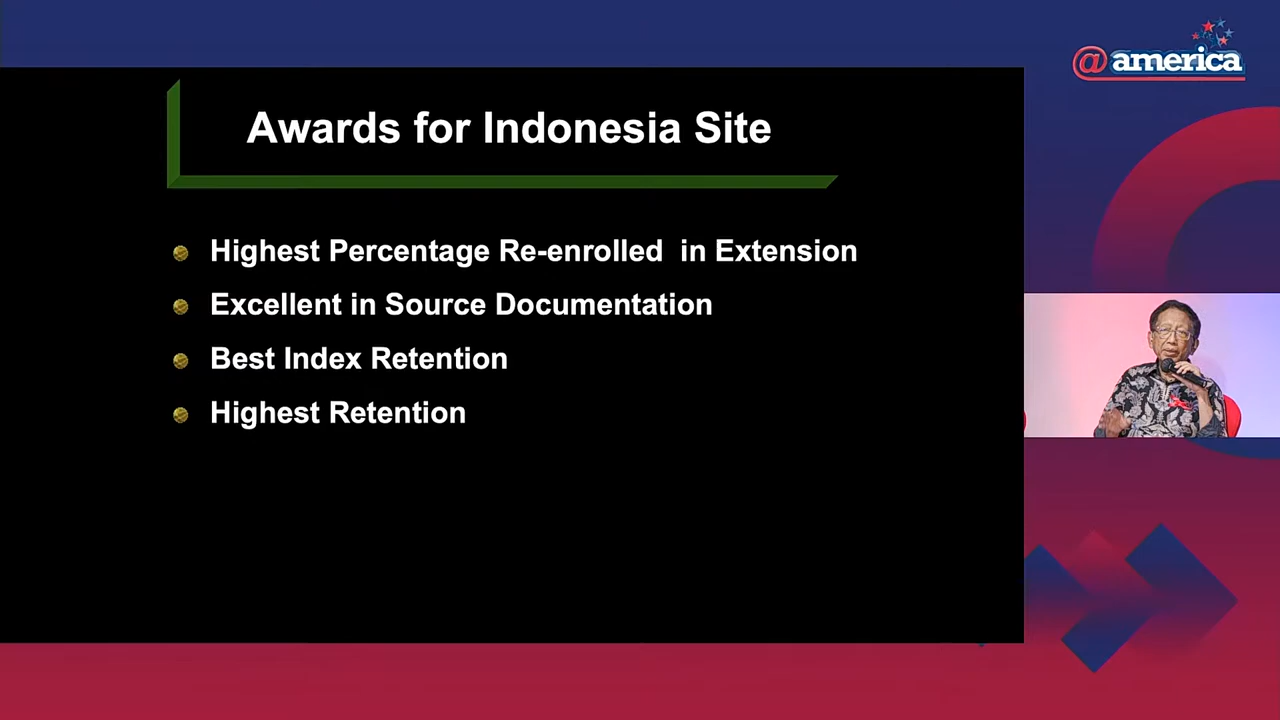 @america
Awards for Indonesia Site
Highest Percentage Re-enrolled in Extension
Excellent in Source Documentation
Best Index Retention
Highest Retention